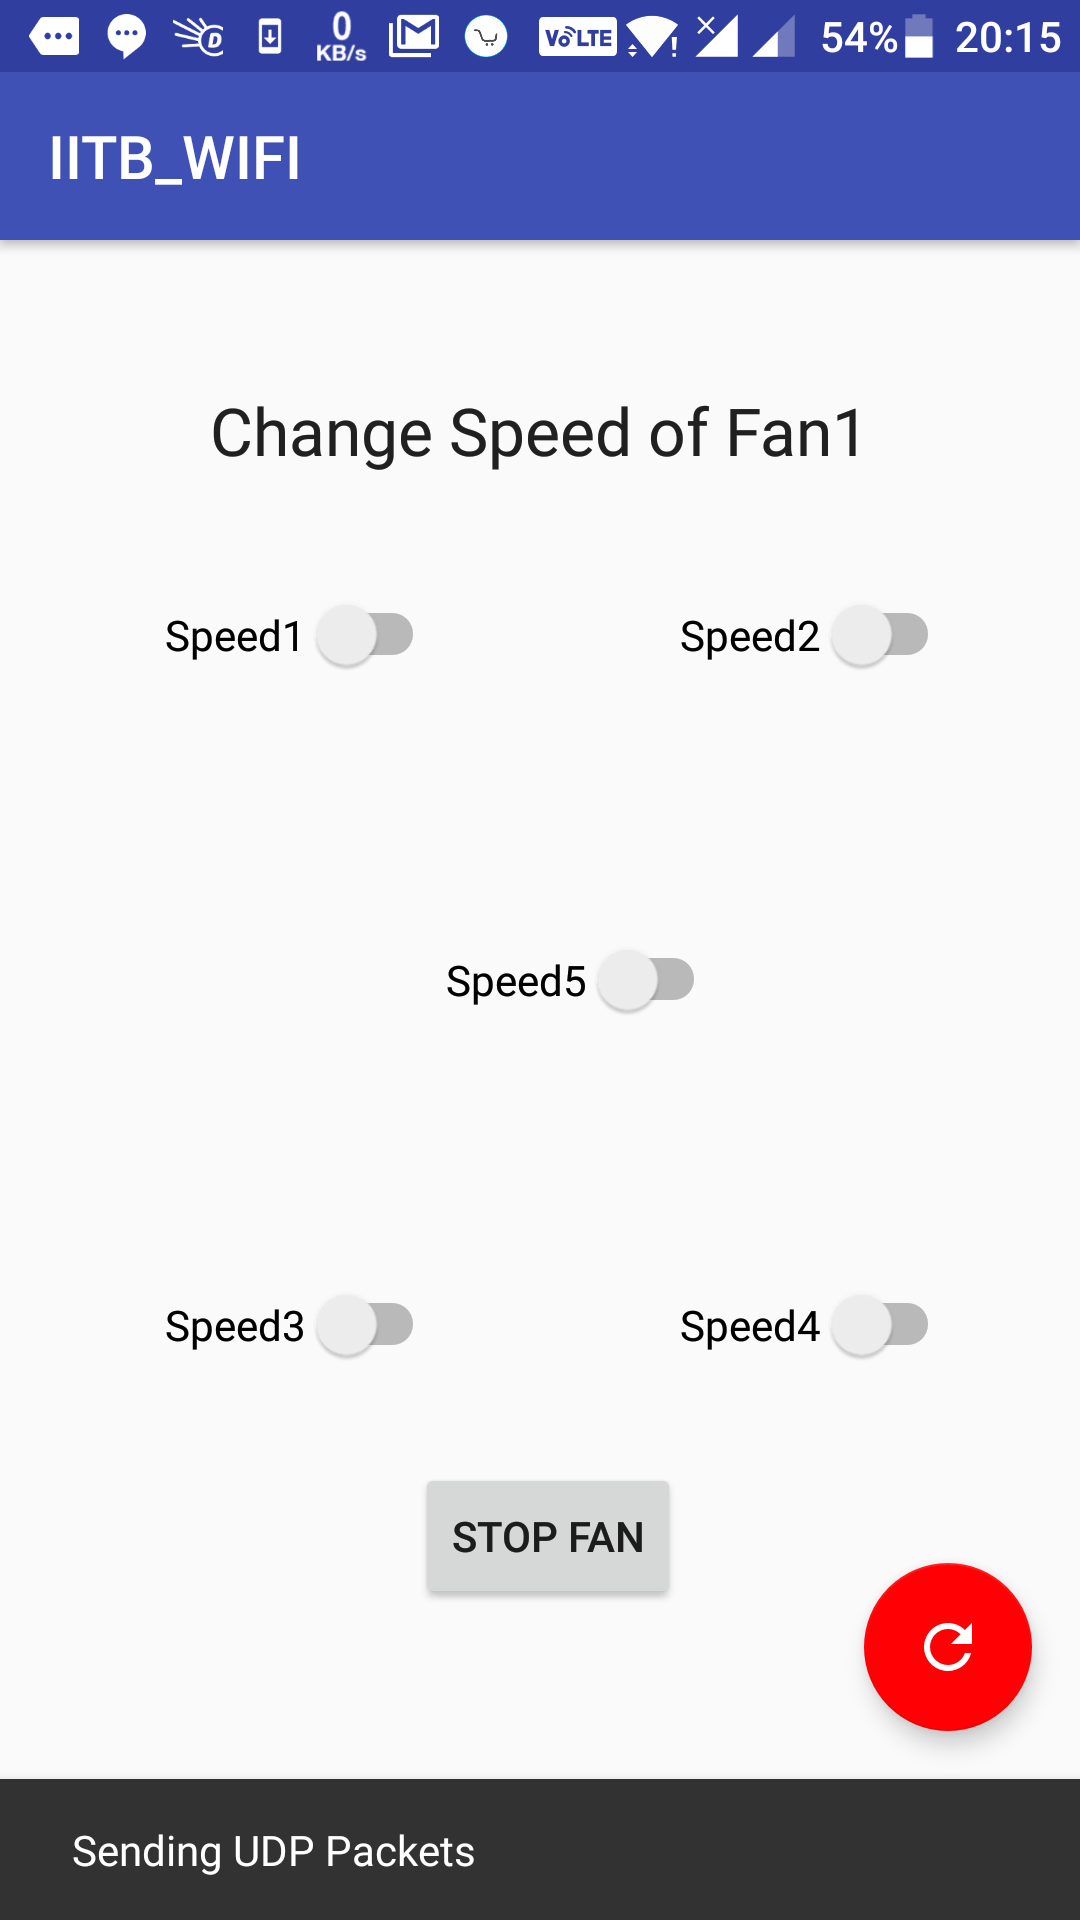 0 KB/s VoLTE 54% 20:15
IITB_WIFI
Change Speed of Fan1
Speed1 Speed2
Speed5
Speed3 Speed4
STOP FAN
Sending UDP Packets